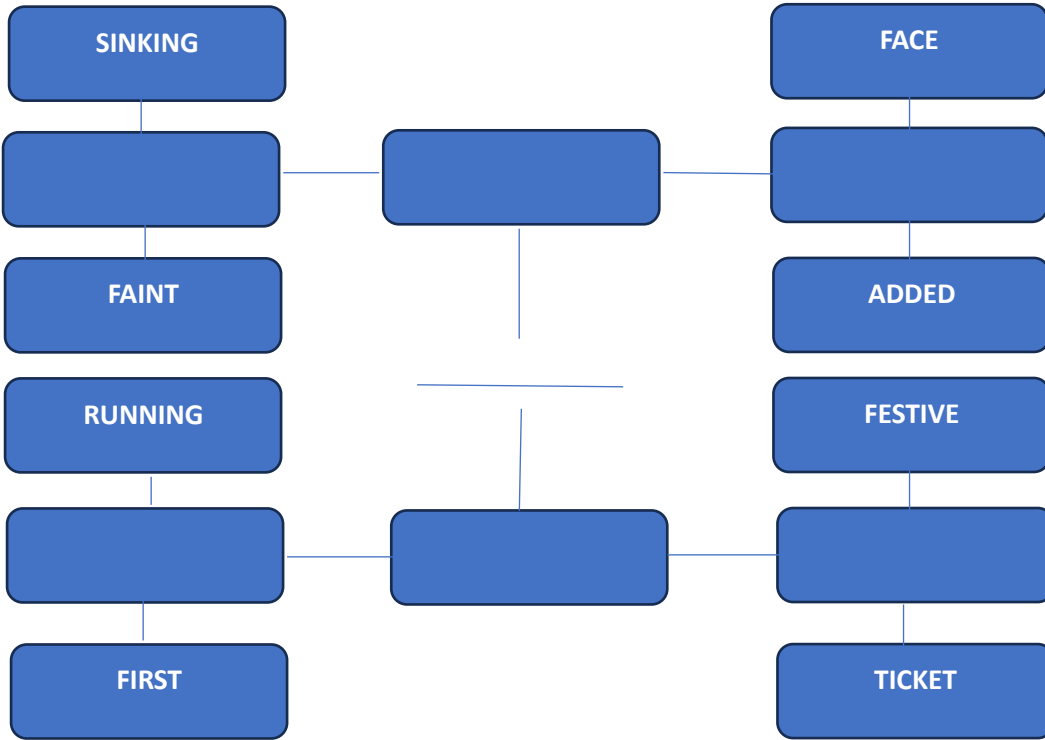 SINKING
FACE
FAINT
ADDED
RUNNING
FESTIVE
FIRST
TICKET